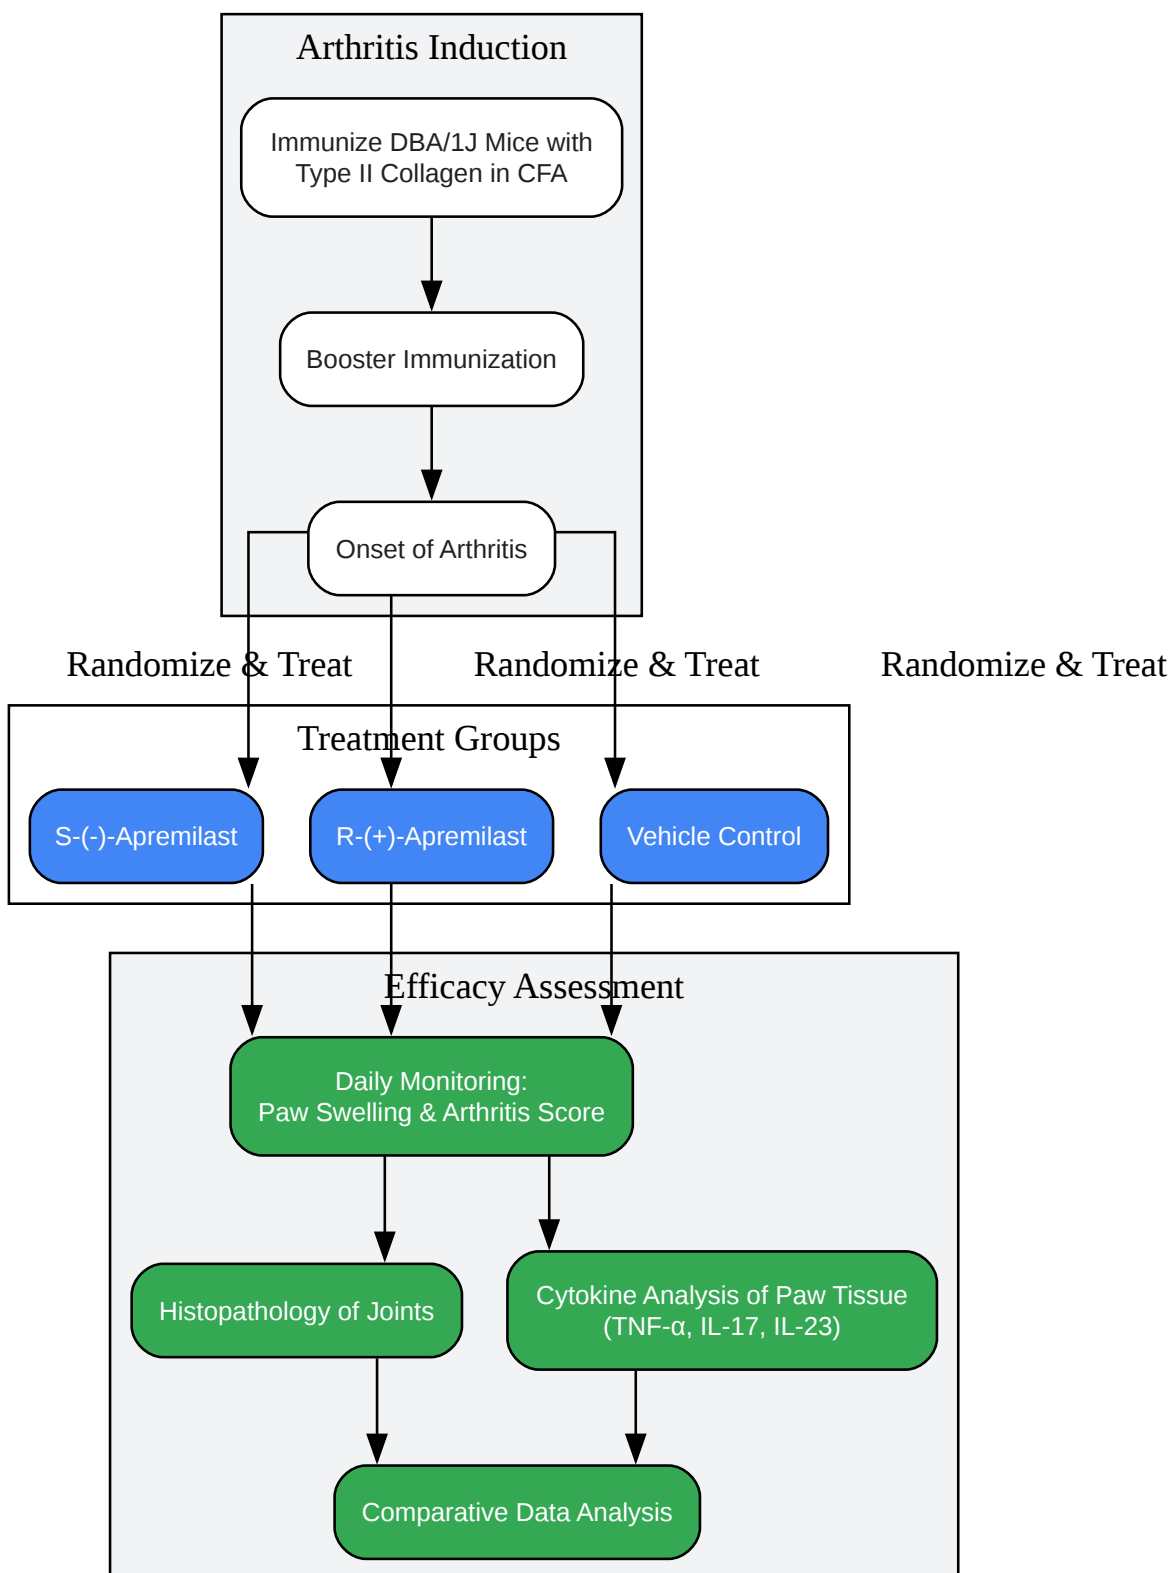 Arthritis Induction
Immunize DBA/1J Mice with
Type II Collagen in CFA
Booster Immunization
Onset of Arthritis
Randomize & Treat
Randomize & Treat
Randomize & Treat
Treatment Groups
S-(-)-Apremilast
R-(+)-Apremilast
Vehicle Control
Efficacy Assessment
Daily Monitoring:
Paw Swelling & Arthritis Score
Histopathology of Joints
Cytokine Analysis of Paw Tissue
(TNF-α, IL-17, IL-23)
Comparative Data Analysis